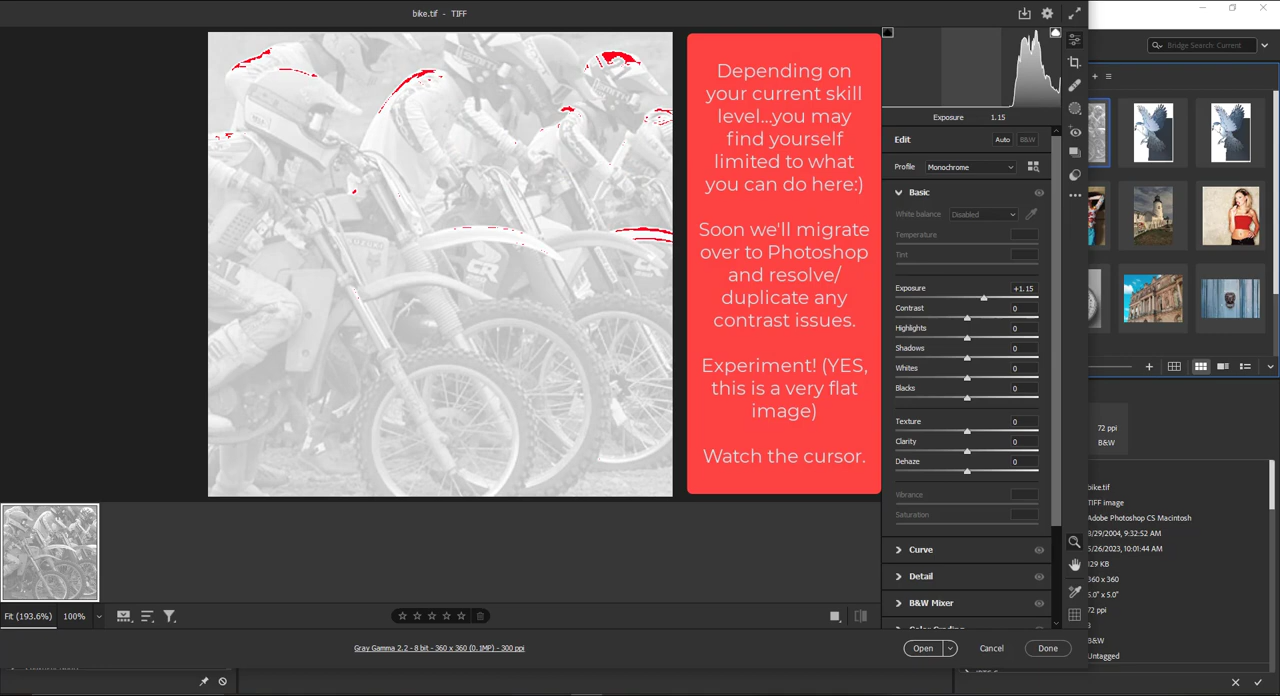 bike.tif - TIFF
Bridge Search: Current
Depending on
your current skill
level...you may
find yourself
limited to what
you can do here:)
Soon we'll migrate
over to Photoshop
and resolve/
duplicate any
contrast issues.
Experiment! (YES,
this is a very flat
image)
Watch the cursor.
Exposure 1.15
Edit Auto B&W
Profile Monochrome
Basic
White balance: Disabled
Temperature
Tint
Exposure +1.15
Contrast 0
Highlights 0
Shadows 0
Whites 0
Blacks 0
Texture 0
Clarity 0
Dehaze 0
Vibrance
Saturation
Curve
Detail
B&W Mixer
72 ppi
B&W
bike.tif
TIFF image
Adobe Photoshop CS Macintosh
8/29/2004, 9:32:52 AM
5/26/2023, 10:01:44 AM
129 KB
360 x 360
5.0" x 5.0"
72 ppi
B&W
Untagged
Fit (193.6%) 100%
Gray Gamma 2.2 - 8 bit - 360 x 360 (0.1MP) - 300 ppi
Open Cancel Done